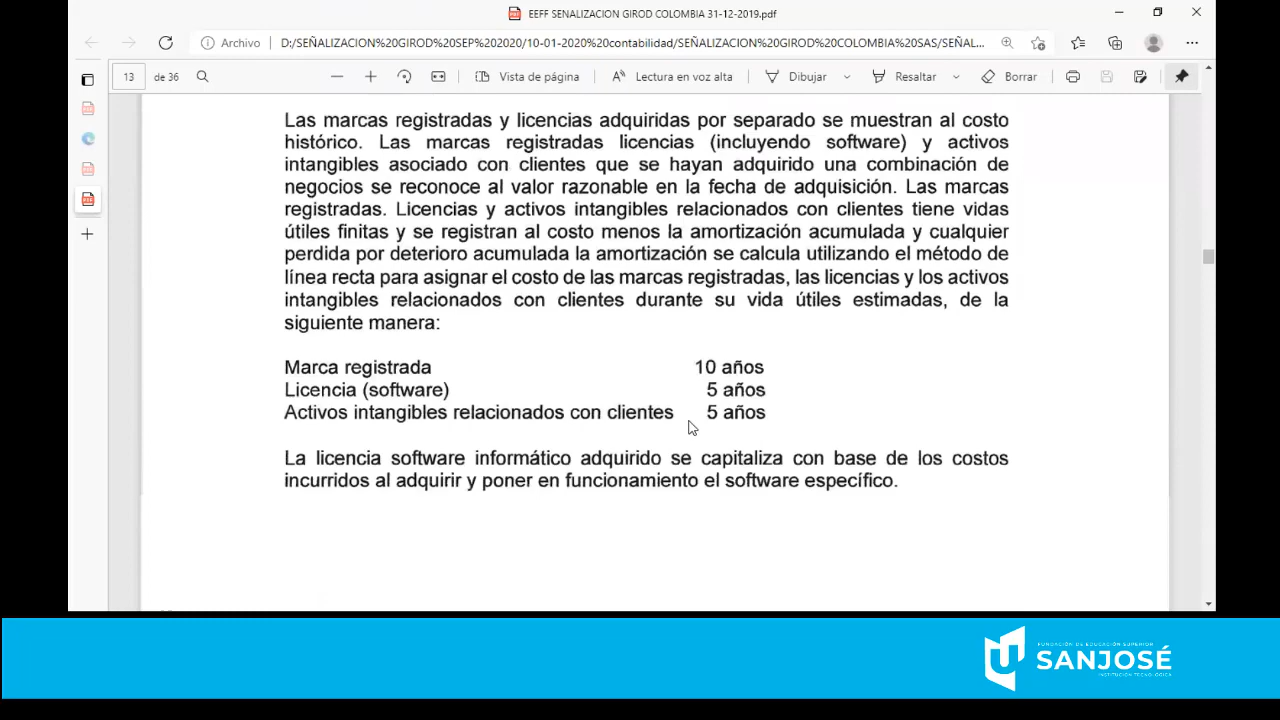 EEFF SENALIZACION GIROD COLOMBIA 31-12-2019.pdf
Archivo
D:/SEÑALIZACION%20GIROD%20SEP%202020/10-01-2020%20contabilidad/SEÑALIZACION%20GIROD%20COLOMBIA%20SAS/SEÑAL...
13 de 36
Vista de página
Lectura en voz alta
Dibujar
Resaltar
Borrar
Las marcas registradas y licencias adquiridas por separado se muestran al costo
histórico. Las marcas registradas licencias (incluyendo software) y activos
intangibles asociado con clientes que se hayan adquirido una combinación de
negocios se reconoce al valor razonable en la fecha de adquisición. Las marcas
registradas. Licencias y activos intangibles relacionados con clientes tiene vidas
útiles finitas y se registran al costo menos la amortización acumulada y cualquier
perdida por deterioro acumulada la amortización se calcula utilizando el método de
línea recta para asignar el costo de las marcas registradas, las licencias y los activos
intangibles relacionados con clientes durante su vida útiles estimadas, de la
siguiente manera:
Marca registrada 10 años
Licencia (software) 5 años
Activos intangibles relacionados con clientes 5 años
La licencia software informático adquirido se capitaliza con base de los costos
incurridos al adquirir y poner en funcionamiento el software específico.
FUNDACIÓN DE EDUCACIÓN SUPERIOR
SANJOSÉ
INSTITUCIÓN TECNOLÓGICA